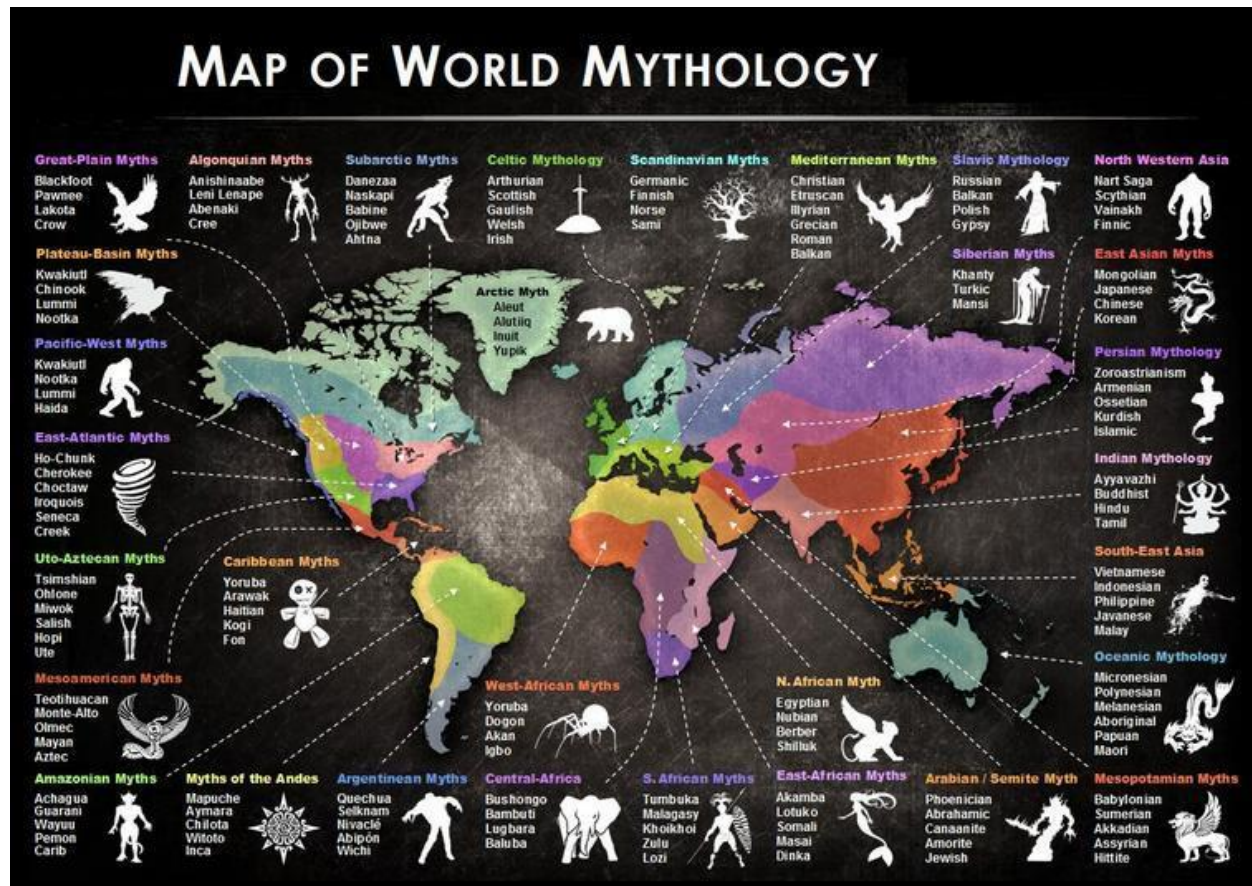 MAP OF WORLD MYTHOLOGY
Great-Plain Myths
Blackfoot
Pawnee
Lakota
Crow
Algonquian Myths
Anishinaabe
Leni Lenape
Abenaki
Cree
Subarctic Myths
Danezaa
Naskapi
Babine
Ojibwe
Ahtna
Celtic Mythology
Arthurian
Scottish
Gaulish
Welsh
Irish
Scandinavian Myths
Germanic
Finnish
Norse
Sami
Mediterranean Myths
Christian
Etruscan
Illyrian
Grecian
Roman
Balkan
Slavic Mythology
Russian
Balkan
Polish
Gypsy
North Western Asia
Nart Saga
Scythian
Vainakh
Finnic
Plateau-Basin Myths
Kwakiutl
Chinook
Lummi
Nootka
Arctic Myth
Aleut
Alutiiq
Inuit
Yupik
Siberian Myths
Khanty
Turkic
Mansi
East Asian Myths
Mongolian
Japanese
Chinese
Korean
Pacific-West Myths
Kwakiutl
Nootka
Lummi
Haida
Persian Mythology
Zoroastrianism
Armenian
Ossetian
Kurdish
Islamic
East-Atlantic Myths
Ho-Chunk
Cherokee
Choctaw
Iroquois
Seneca
Creek
Indian Mythology
Ayyavazhi
Buddhist
Hindu
Tamil
Uto-Aztecan Myths
Tsimshian
Ohlone
Miwok
Salish
Hopi
Ute
Caribbean Myths
Yoruba
Arawak
Haitian
Kogi
Fon
South-East Asia
Vietnamese
Indonesian
Philippine
Javanese
Malay
Mesoamerican Myths
Teotihuacan
Monte-Alto
Olmec
Mayan
Aztec
West-African Myths
Yoruba
Dogon
Akan
Igbo
N. African Myth
Egyptian
Nubian
Berber
Shilluk
Oceanic Mythology
Micronesian
Polynesian
Melanesian
Aboriginal
Papuan
Maori
Amazonian Myths
Achagua
Guarani
Wayuu
Pemon
Carib
Myths of the Andes
Mapuche
Aymara
Chilota
Witoto
Inca
Argentinean Myths
Quechua
Selknam
Nivaclé
Abipón
Wichi
Central-Africa
Bushongo
Bambuti
Lugbara
Baluba
S. African Myths
Tumbuka
Malagasy
Khoikhoi
Zulu
Lozi
East-African Myths
Akamba
Lotuko
Somali
Masai
Dinka
Arabian / Semite Myth
Phoenician
Abrahamic
Canaanite
Amorite
Jewish
Mesopotamian Myths
Babylonian
Sumerian
Akkadian
Assyrian
Hittite